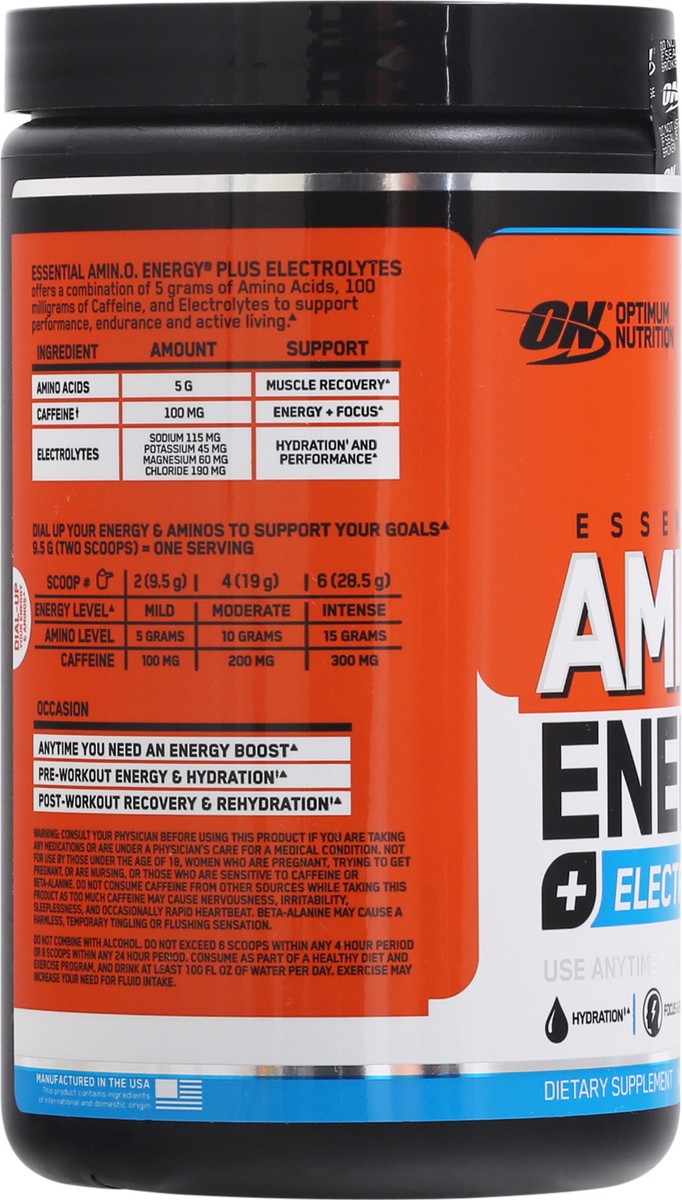 ON
OPTIMUM
NUTRITION
ESSENTIAL AMIN.O. ENERGY® PLUS ELECTROLYTES
offers a combination of 5 grams of Amino Acids, 100
milligrams of Caffeine, and Electrolytes to support
performance, endurance and active living.▲
INGREDIENT AMOUNT SUPPORT
AMINO ACIDS 5 G MUSCLE RECOVERY▲
CAFFEINE† 100 MG ENERGY + FOCUS▲
ELECTROLYTES
SODIUM 115 MG
POTASSIUM 45 MG
MAGNESIUM 60 MG
CHLORIDE 190 MG
HYDRATION' AND
PERFORMANCE▲
DIAL UP YOUR ENERGY & AMINOS TO SUPPORT YOUR GOALS▲
9.5 G (TWO SCOOPS) = ONE SERVING
DIAL-UP
YOUR ENERGY
& AMINOS▲
SCOOP # 2 (9.5 g) 4 (19 g) 6 (28.5 g)
ENERGY LEVEL▲ MILD MODERATE INTENSE
AMINO LEVEL 5 GRAMS 10 GRAMS 15 GRAMS
CAFFEINE 100 MG 200 MG 300 MG
OCCASION
ANYTIME YOU NEED AN ENERGY BOOST▲
PRE-WORKOUT ENERGY & HYDRATION'▲
POST-WORKOUT RECOVERY & REHYDRATION'▲
WARNING: CONSULT YOUR PHYSICIAN BEFORE USING THIS PRODUCT IF YOU ARE TAKING
ANY MEDICATIONS OR ARE UNDER A PHYSICIAN'S CARE FOR A MEDICAL CONDITION. NOT
FOR USE BY THOSE UNDER THE AGE OF 18, WOMEN WHO ARE PREGNANT, TRYING TO GET
PREGNANT, OR ARE NURSING, OR THOSE WHO ARE SENSITIVE TO CAFFEINE OR
BETA-ALANINE. DO NOT CONSUME CAFFEINE FROM OTHER SOURCES WHILE TAKING THIS
PRODUCT AS TOO MUCH CAFFEINE MAY CAUSE NERVOUSNESS, IRRITABILITY,
SLEEPLESSNESS, AND OCCASIONALLY RAPID HEARTBEAT. BETA-ALANINE MAY CAUSE A
HARMLESS, TEMPORARY TINGLING OR FLUSHING SENSATION.
DO NOT COMBINE WITH ALCOHOL. DO NOT EXCEED 6 SCOOPS WITHIN ANY 4 HOUR PERIOD
OR 8 SCOOPS WITHIN ANY 24 HOUR PERIOD. CONSUME AS PART OF A HEALTHY DIET AND
EXERCISE PROGRAM, AND DRINK AT LEAST 100 FL OZ OF WATER PER DAY. EXERCISE MAY
INCREASE YOUR NEED FOR FLUID INTAKE.
MANUFACTURED IN THE USA
This product contains ingredients
of international and domestic origin
ON® OPTIMUM
NUTRITION
ESSEN
AMI
ENE
+ ELECT
USE ANYTIM
HYDRATION'▲
FOCUS
DIETARY SUPPLEMENT